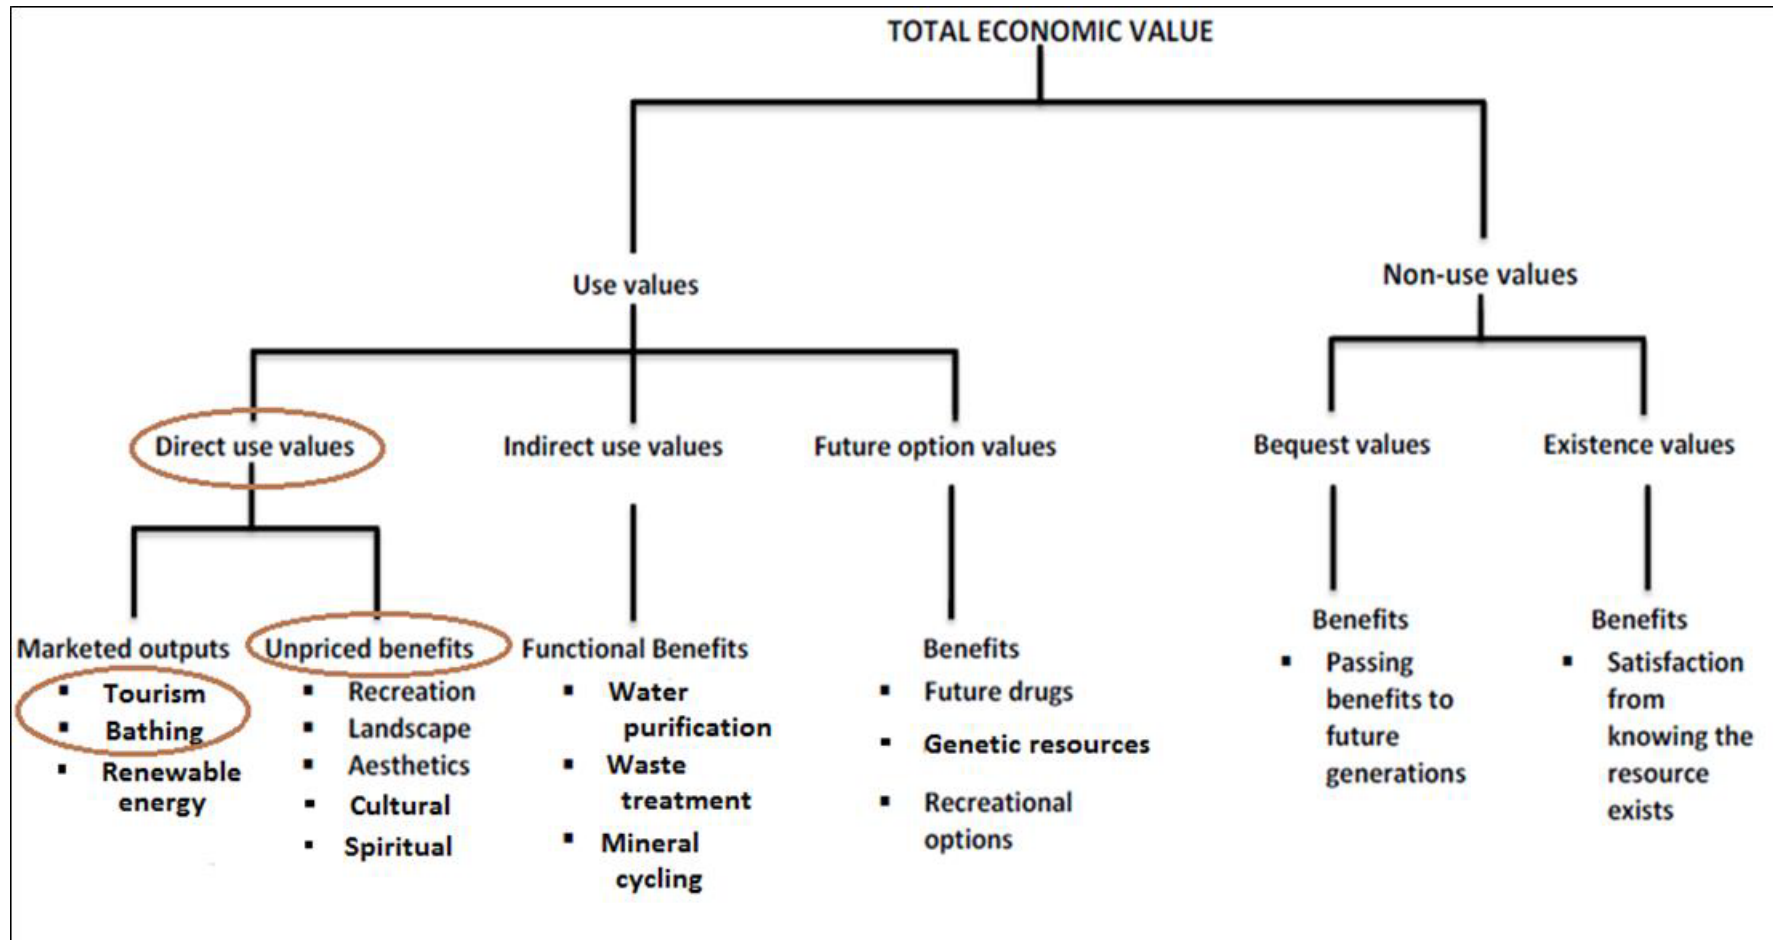 TOTAL ECONOMIC VALUE
Use values
Non-use values
Direct use values
Indirect use values
Future option values
Bequest values
Existence values
Marketed outputs
▪ Tourism
▪ Bathing
▪ Renewable
energy
Unpriced benefits
▪ Recreation
▪ Landscape
▪ Aesthetics
▪ Cultural
▪ Spiritual
Functional Benefits
▪ Water
purification
▪ Waste
treatment
▪ Mineral
cycling
Benefits
▪ Future drugs
▪ Genetic resources
▪ Recreational
options
Benefits
▪ Passing
benefits to
future
generations
Benefits
▪ Satisfaction
from
knowing the
resource
exists